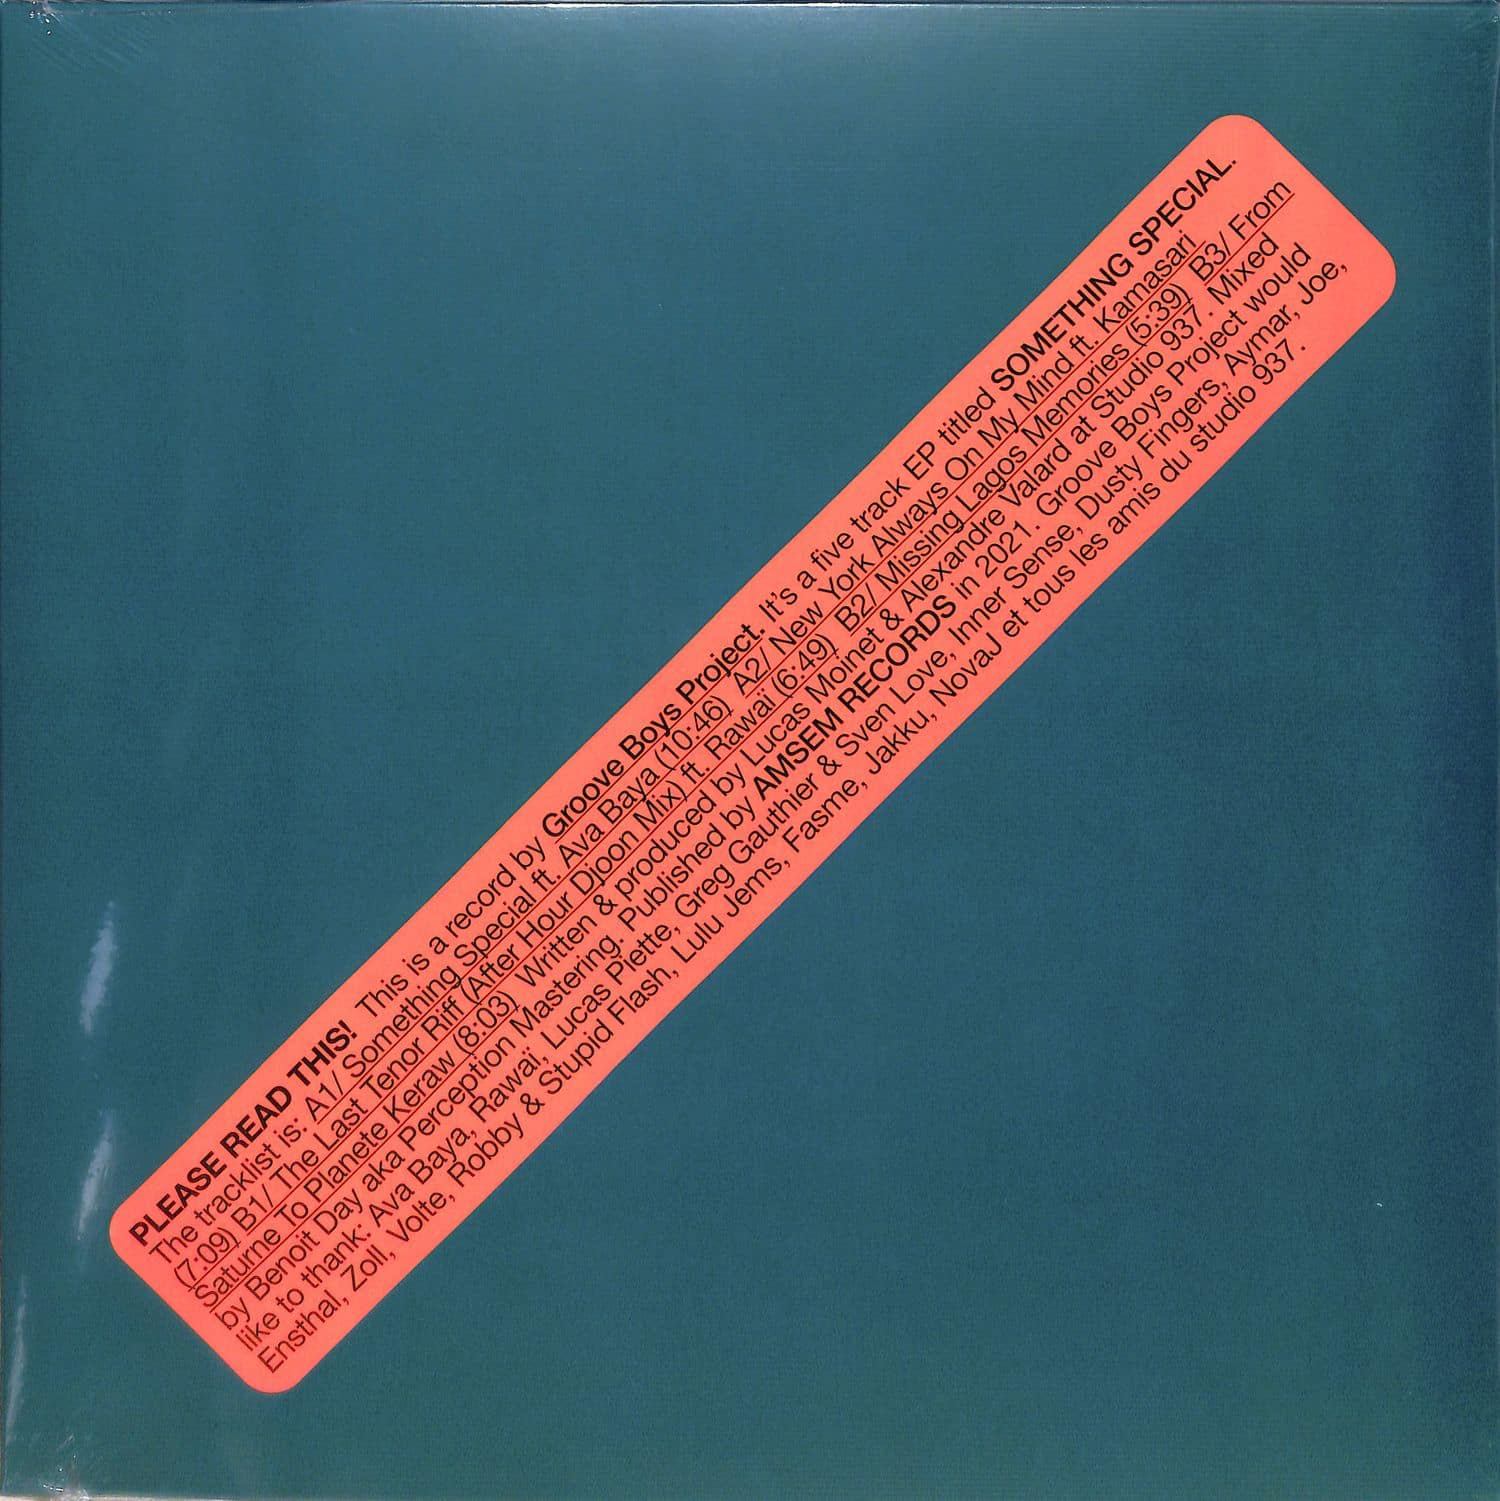 PLEASE READ THIS! This is a record by Groove Boys Project. It's a five track EP titled SOMETHING SPECIAL.
The tracklist is: A1/ Something Special ft. Ava Baya (10:46) A2/ New York Always On My Mind ft. Kamasari
(7:09) B1/ The Last Tenor Riff (After Hour Djoon Mix) ft. Rawaï (6:49) B2/ Missing Lagos Memories (5:39) B3/ From
Saturne To Planete Keraw (8:03) Written & produced by Lucas Moinet & Alexandre Valard at Studio 937. Mixed
by Benoit Day aka Perception Mastering. Published by AMSEM RECORDS in 2021. Groove Boys Project would
like to thank: Ava Baya, Rawaï, Lucas Piette, Greg Gauthier & Sven Love, Inner Sense, Dusty Fingers, Aymar, Joe,
Ensthal, Zoll, Volte, Robby & Stupid Flash, Lulu Jems, Fasme, Jakku, NovaJ et tous les amis du studio 937.